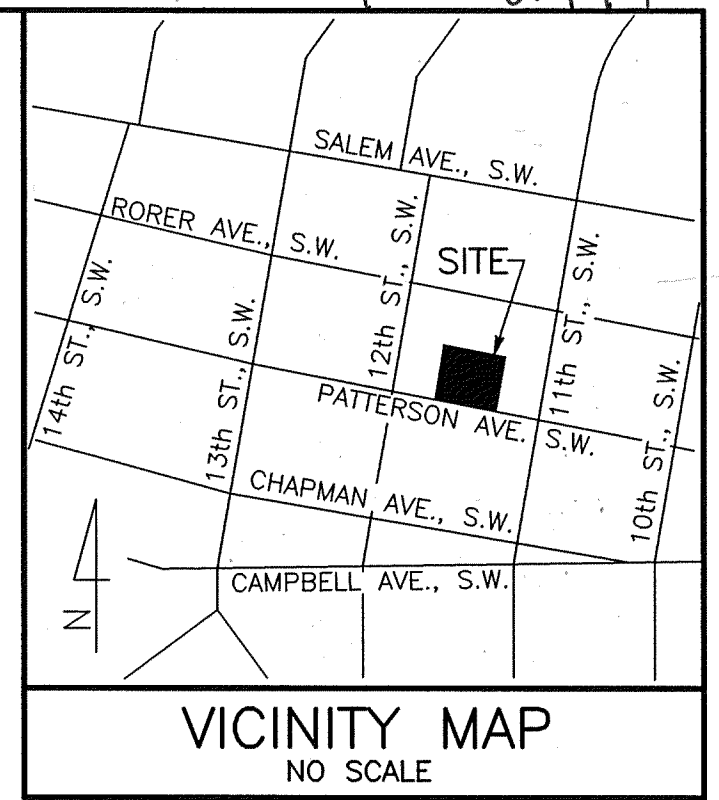 SALEM AVE., S.W.
RORER AVE., S.W.
SITE
12th ST., S.W.
11th ST., S.W.
14th ST., S.W.
13th ST., S.W.
PATTERSON AVE. S.W.
10th ST., S.W.
CHAPMAN AVE., S.W.
CAMPBELL AVE., S.W.
N
VICINITY MAP
NO SCALE